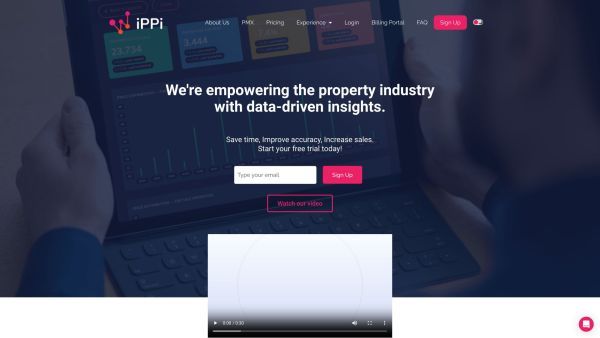 iPPi
About Us PMX Pricing Experience Login Billing Portal FAQ Sign Up
We're empowering the property industry
with data-driven insights.
Save time, Improve accuracy, Increase sales.
Start your free trial today!
Type your email Sign Up
Watch our video
0:00 / 0:30